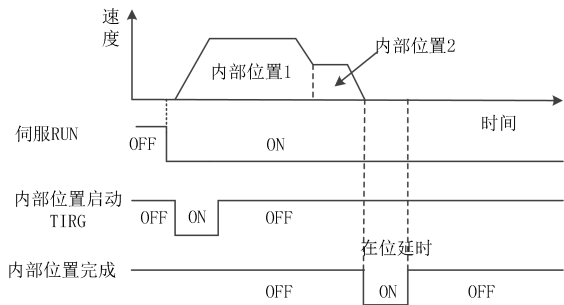 速度
内部位置1
内部位置2
时间
伺服RUN
OFF
ON
内部位置启动
TIRG
OFF
ON
OFF
在位延时
内部位置完成
OFF
ON
OFF